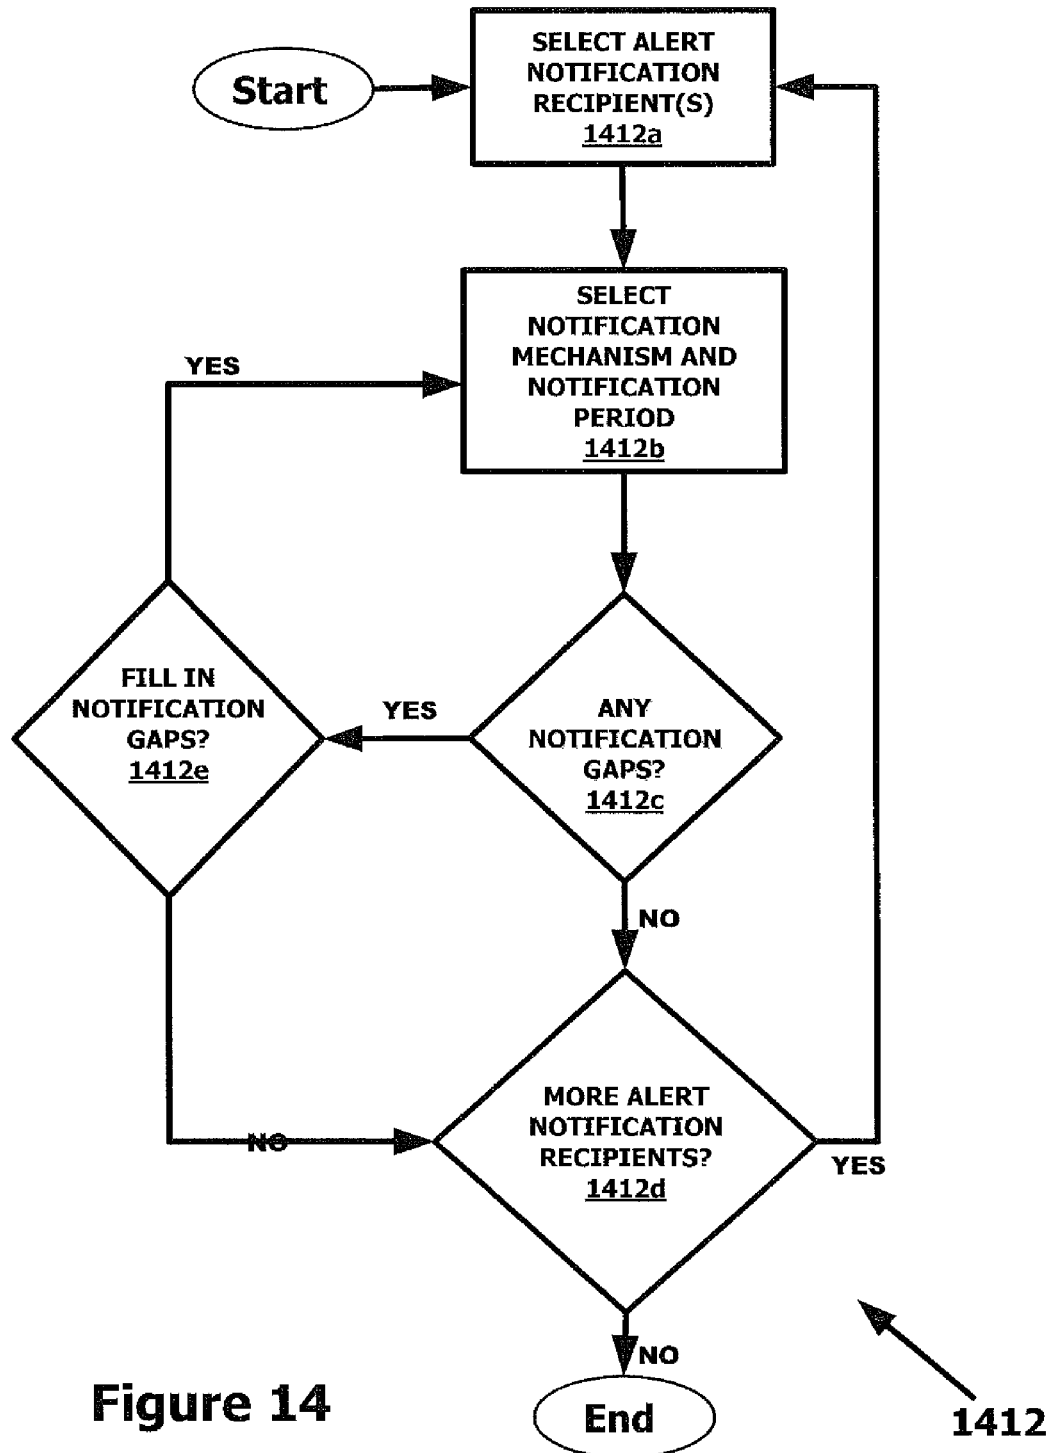 Start
SELECT ALERT
NOTIFICATION
RECIPIENT(S)
1412a
SELECT
NOTIFICATION
MECHANISM AND
NOTIFICATION
PERIOD
1412b
YES
FILL IN
NOTIFICATION
GAPS?
1412e
YES
ANY
NOTIFICATION
GAPS?
1412c
NO
MORE ALERT
NOTIFICATION
RECIPIENTS?
1412d
NO
YES
NO
End
Figure 14
1412